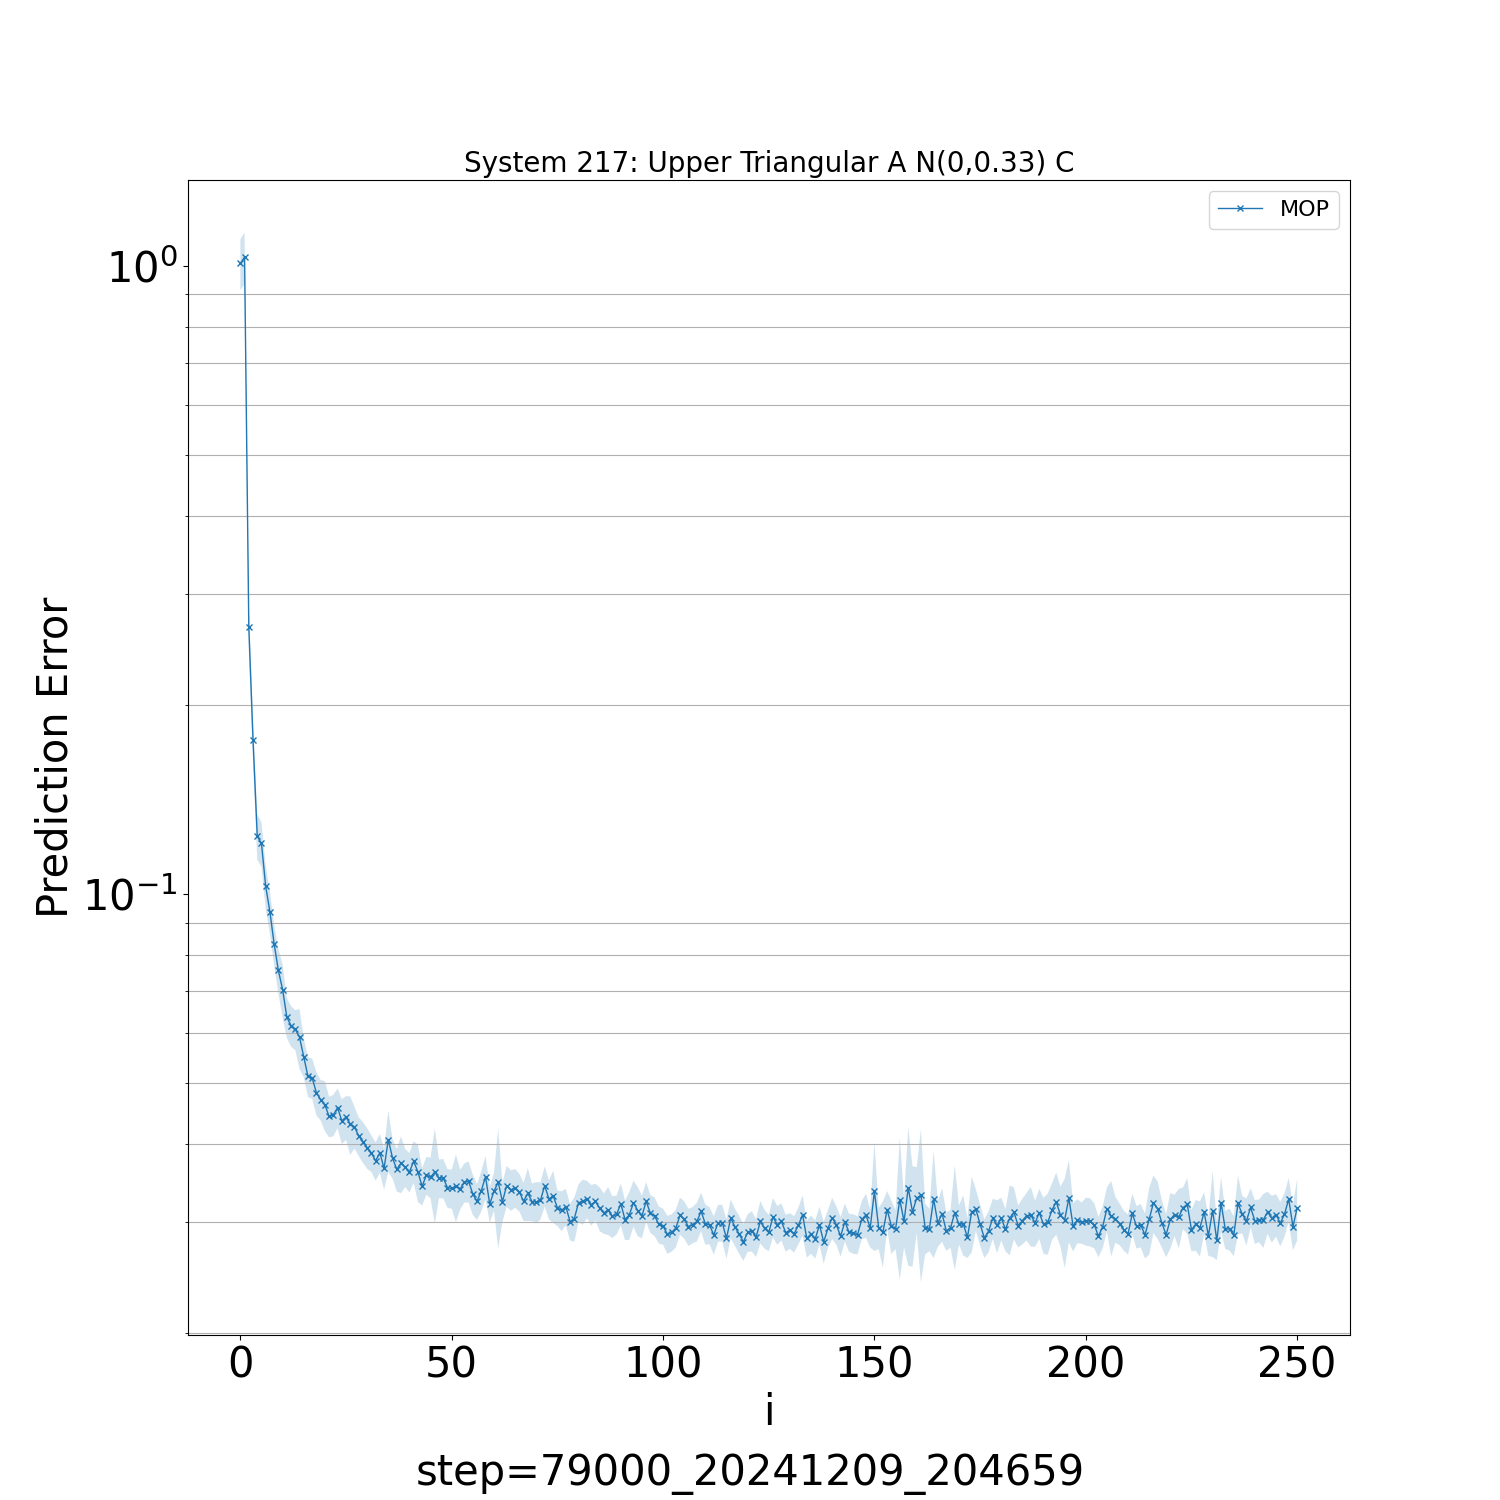 System 217: Upper Triangular A N(0,0.33) C
MOP
10⁰
10⁻¹
Prediction Error
0 50 100 150 200 250
i
step=79000_20241209_204659